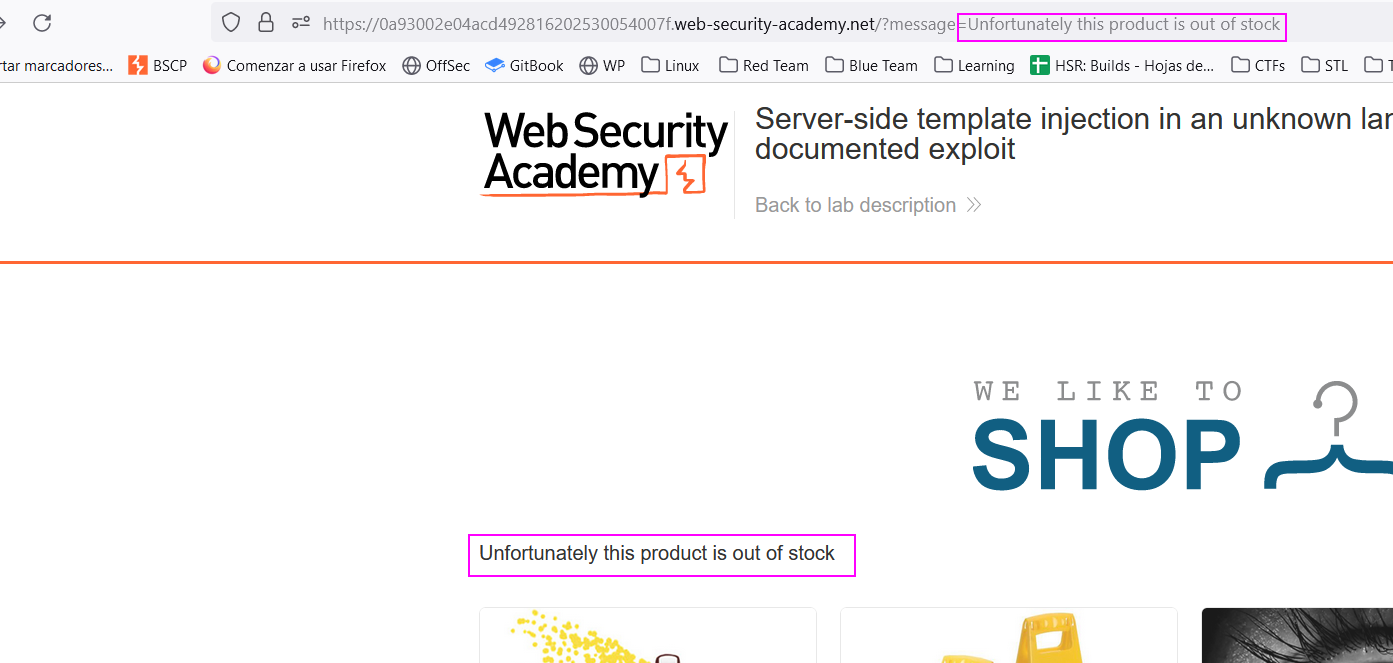 https://0a93002e04acd492816202530054007f.web-security-academy.net/?message=Unfortunately this product is out of stock
rtar marcadores... BSCP Comenzar a usar Firefox OffSec GitBook WP Linux Red Team Blue Team Learning HSR: Builds - Hojas de... CTFs STL T
Web Security
Academy
Server-side template injection in an unknown lan
documented exploit
Back to lab description
WE LIKE TO
SHOP
Unfortunately this product is out of stock